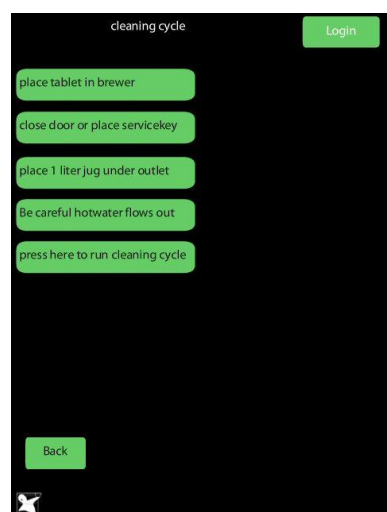 cleaning cycle
Login
place tablet in brewer
close door or place servicekey
place 1 liter jug under outlet
Be careful hotwater flows out
press here to run cleaning cycle
Back